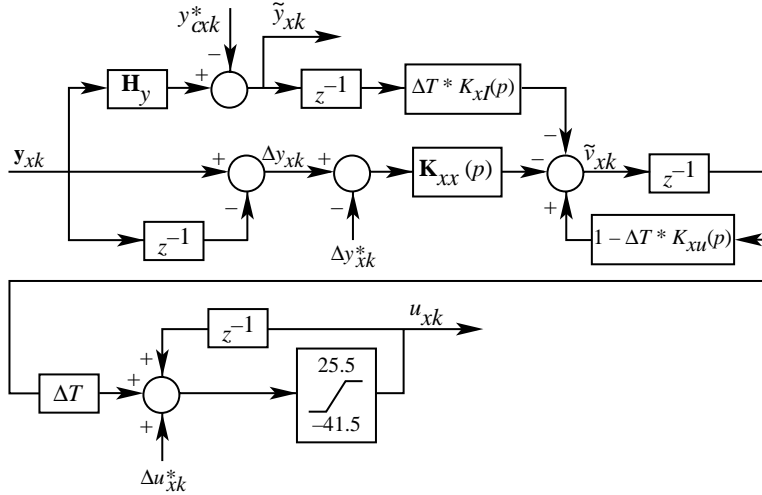 y*cxk
ỹxk
−
+
Hy
z−1
ΔT * KxI(p)
−
yxk
+
Δyxk
+
Kxx (p)
−
ṽxk
z−1
−
−
+
z−1
Δy*xk
1 − ΔT * Kxu(p)
z−1
uxk
+
25.5
ΔT
+
−41.5
+
Δu*xk